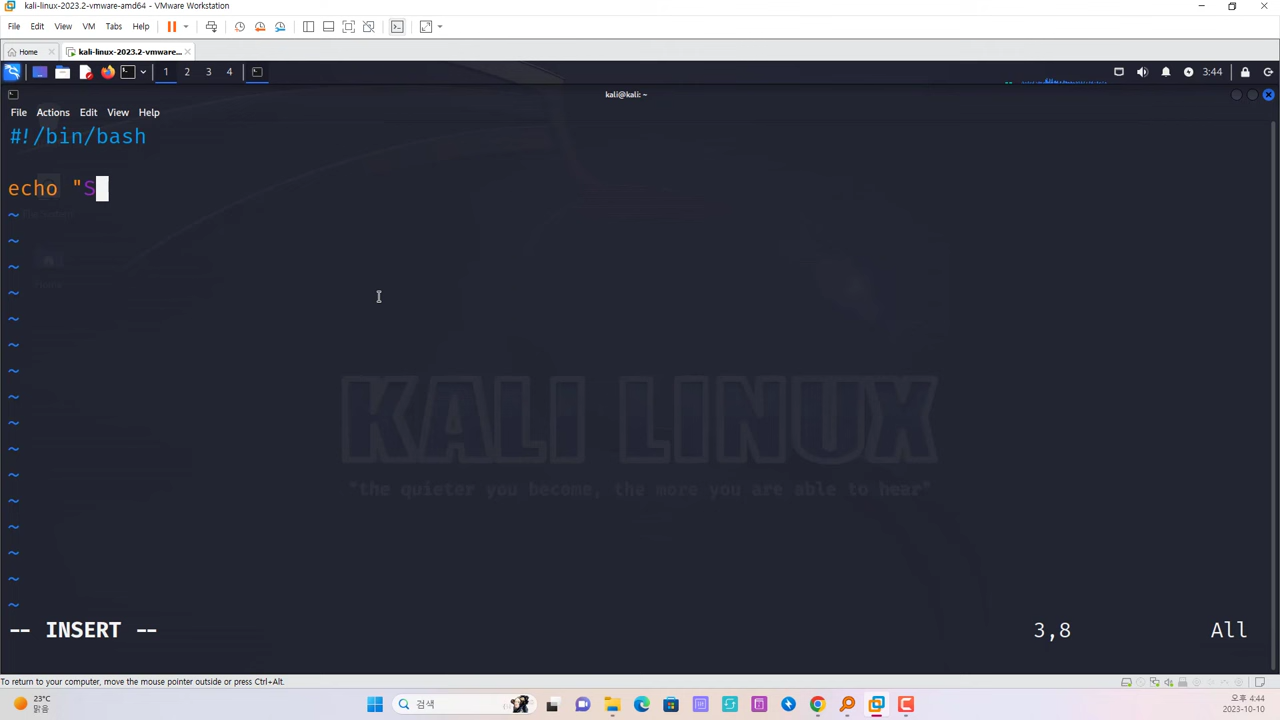 kali-linux-2023.2-vmware-amd64 - VMware Workstation
File Edit View VM Tabs Help
Home kali-linux-2023.2-vmware...
1 2 3 4 3:44
kali@kali: ~
File Actions Edit View Help
#!/bin/bash
echo "S
~
~
Home
~
~
~
~
~
~
~
KALI LINUX
~
~
"the quieter you become, the more you are able to hear"
~
~
~
~
~
-- INSERT -- 3,8 All
To return to your computer, move the mouse pointer outside or press Ctrl+Alt.
23°C
맑음
검색
오후 4:44
2023-10-10